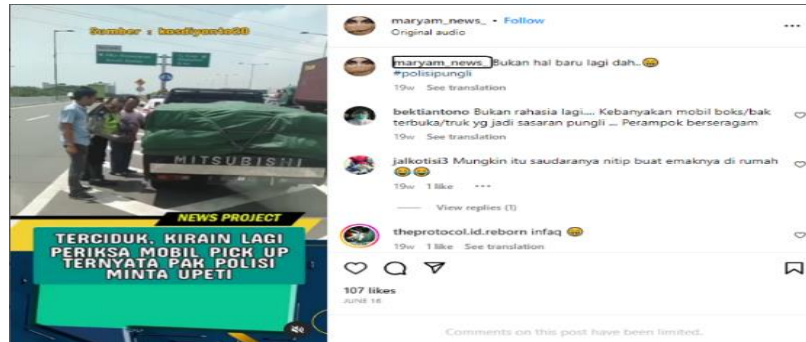 Sumber : kasdiyanto80
MITSUBISHI
NEWS PROJECT
TERCIDUK, KIRAIN LAGI
PERIKSA MOBIL PICK UP
TERNYATA PAK POLISI
MINTA UPETI
maryam_news_ • Follow
Original audio
maryam_news_ Bukan hal baru lagi dah..😄
#polisipungli
19w See translation
bektiantono Bukan rahasia lagi.... Kebanyakan mobil boks/bak
terbuka/truk yg jadi sasaran pungli ... Perampok berseragam
19w See translation
jalkotisi3 Mungkin itu saudaranya nitip buat emaknya di rumah
😂😂
19w 1 like •••
View replies (1)
theprotocol.id.reborn infaq 😂
19w 1 like See translation
107 likes
JUNE 16
Comments on this post have been limited.